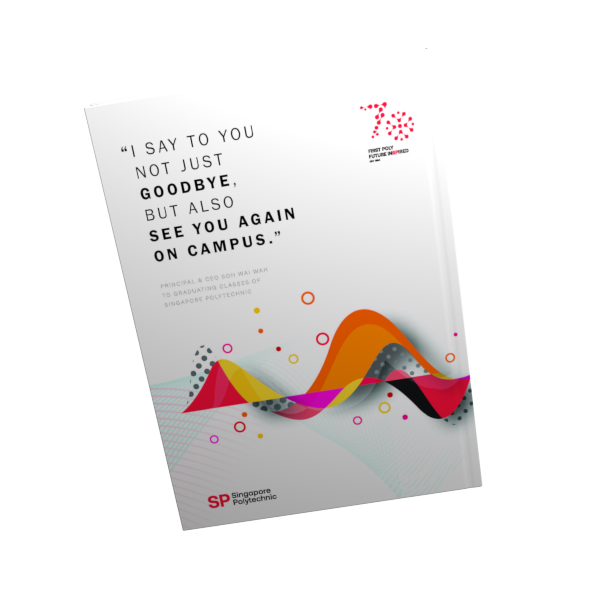 “I SAY TO YOU
NOT JUST
GOODBYE,
BUT ALSO
SEE YOU AGAIN
ON CAMPUS.”
PRINCIPAL & CEO SOH WAI WAH
TO GRADUATING CLASSES OF
SINGAPORE POLYTECHNIC
70
FIRST POLY
FUTURE INSPIRED
SP Singapore
Polytechnic